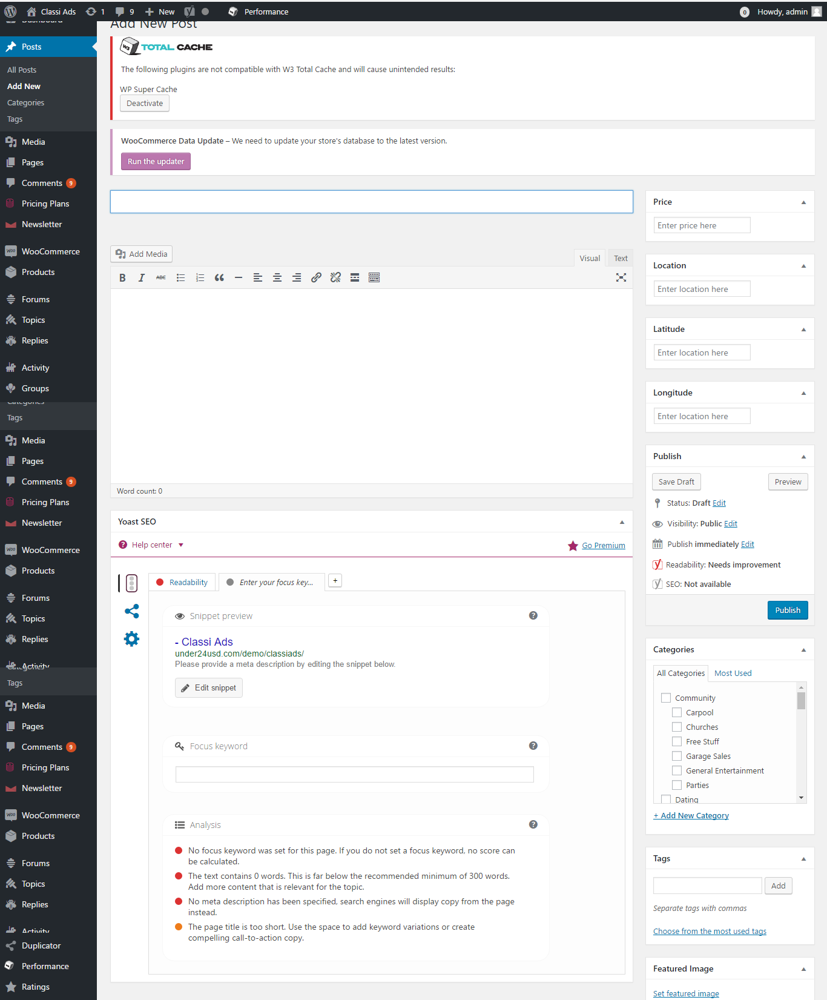 Classi Ads
1
9
New
Performance
0
Howdy, admin
Dashboard
Posts
All Posts
Add New
Categories
Tags
Media
Pages
Comments 9
Pricing Plans
Newsletter
WooCommerce
Products
Forums
Topics
Replies
Activity
Groups
Categories
Tags
Media
Pages
Comments 9
Pricing Plans
Newsletter
WooCommerce
Products
Forums
Topics
Replies
Activity
Categories
Tags
Media
Pages
Comments 9
Pricing Plans
Newsletter
WooCommerce
Products
Forums
Topics
Replies
Activity
Duplicator
Performance
Ratings
Add New Post
W3 TOTAL CACHE
The following plugins are not compatible with W3 Total Cache and will cause unintended results:
WP Super Cache
Deactivate
WooCommerce Data Update – We need to update your store's database to the latest version.
Run the updater
Add Media
Visual
Text
B I ABC
Word count: 0
Yoast SEO
Help center
Go Premium
Readability
Enter your focus key...
+
Snippet preview
- Classi Ads
under24usd.com/demo/classiads/
Please provide a meta description by editing the snippet below.
Edit snippet
Focus keyword
Analysis
No focus keyword was set for this page. If you do not set a focus keyword, no score can
be calculated.
The text contains 0 words. This is far below the recommended minimum of 300 words.
Add more content that is relevant for the topic.
No meta description has been specified, search engines will display copy from the page
instead.
The page title is too short. Use the space to add keyword variations or create
compelling call-to-action copy.
Price
Enter price here
Location
Enter location here
Latitude
Enter location here
Longitude
Enter location here
Publish
Save Draft
Preview
Status: Draft Edit
Visibility: Public Edit
Publish immediately Edit
Readability: Needs improvement
SEO: Not available
Publish
Categories
All Categories
Most Used
Community
Carpool
Churches
Free Stuff
Garage Sales
General Entertainment
Parties
Dating
+ Add New Category
Tags
Add
Separate tags with commas
Choose from the most used tags
Featured Image
Set featured image